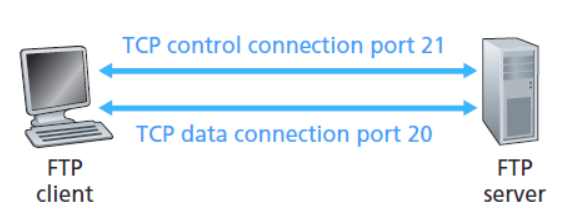 TCP control connection port 21
TCP data connection port 20
FTP
client
FTP
server